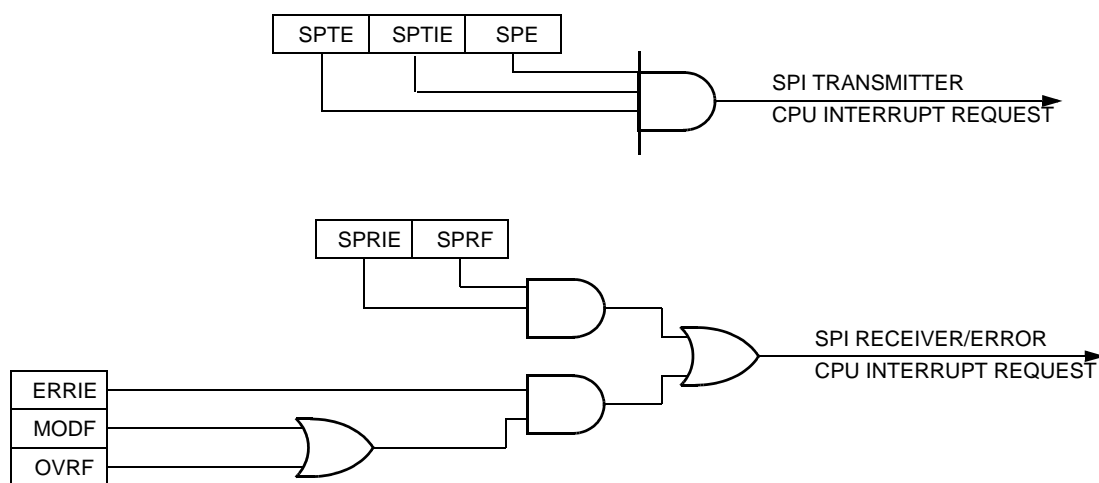 SPTE SPTIE SPE
SPI TRANSMITTER
CPU INTERRUPT REQUEST
SPRIE SPRF
SPI RECEIVER/ERROR
CPU INTERRUPT REQUEST
ERRIE
MODF
OVRF